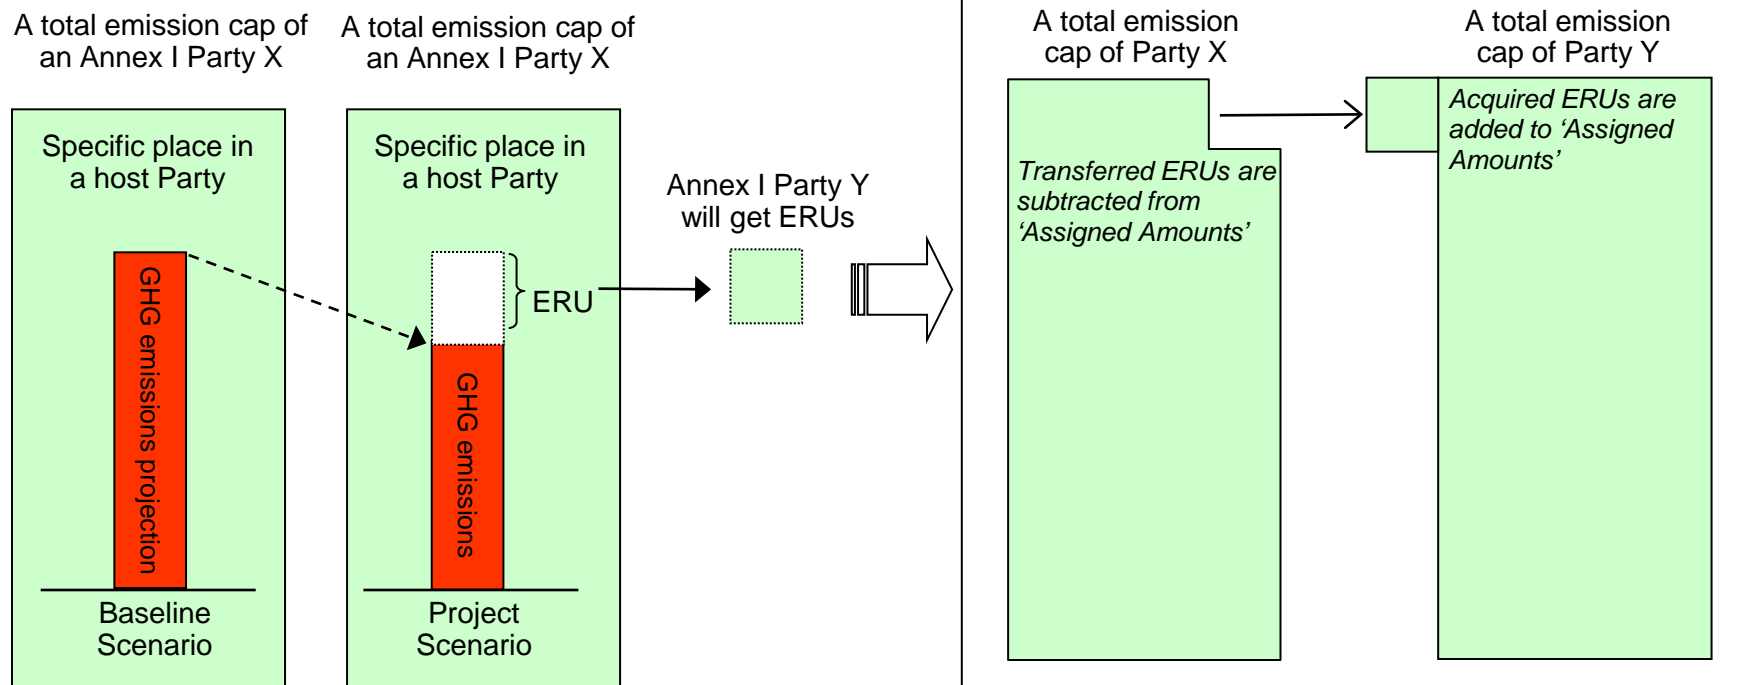 A total emission cap of
an Annex I Party X
A total emission cap of
an Annex I Party X
Specific place in
a host Party
GHG emissions projection
Baseline
Scenario
Specific place in
a host Party
ERU
GHG emissions
Project
Scenario
Annex I Party Y
will get ERUs
A total emission
cap of Party X
Transferred ERUs are
subtracted from
‘Assigned Amounts’
A total emission
cap of Party Y
Acquired ERUs are
added to ‘Assigned
Amounts’